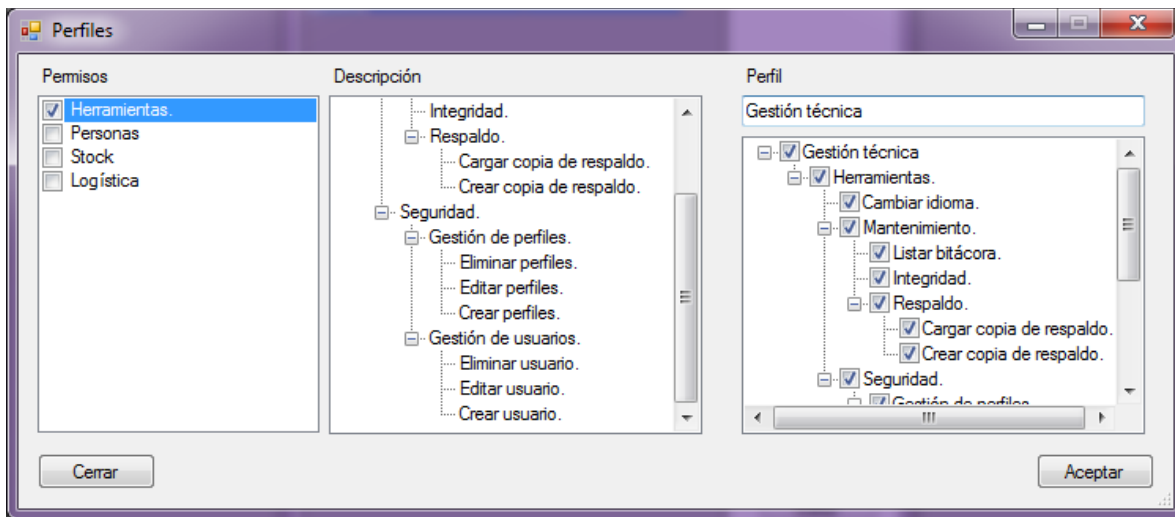 Perfiles
Permisos
Herramientas.
Personas
Stock
Logística
Descripción
Integridad.
Respaldo.
Cargar copia de respaldo.
Crear copia de respaldo.
Seguridad.
Gestión de perfiles.
Eliminar perfiles.
Editar perfiles.
Crear perfiles.
Gestión de usuarios.
Eliminar usuario.
Editar usuario.
Crear usuario.
Perfil
Gestión técnica
Gestión técnica
Herramientas.
Cambiar idioma.
Mantenimiento.
Listar bitácora.
Integridad.
Respaldo.
Cargar copia de respaldo.
Crear copia de respaldo.
Seguridad.
Gestión de perfiles
Cerrar
Aceptar